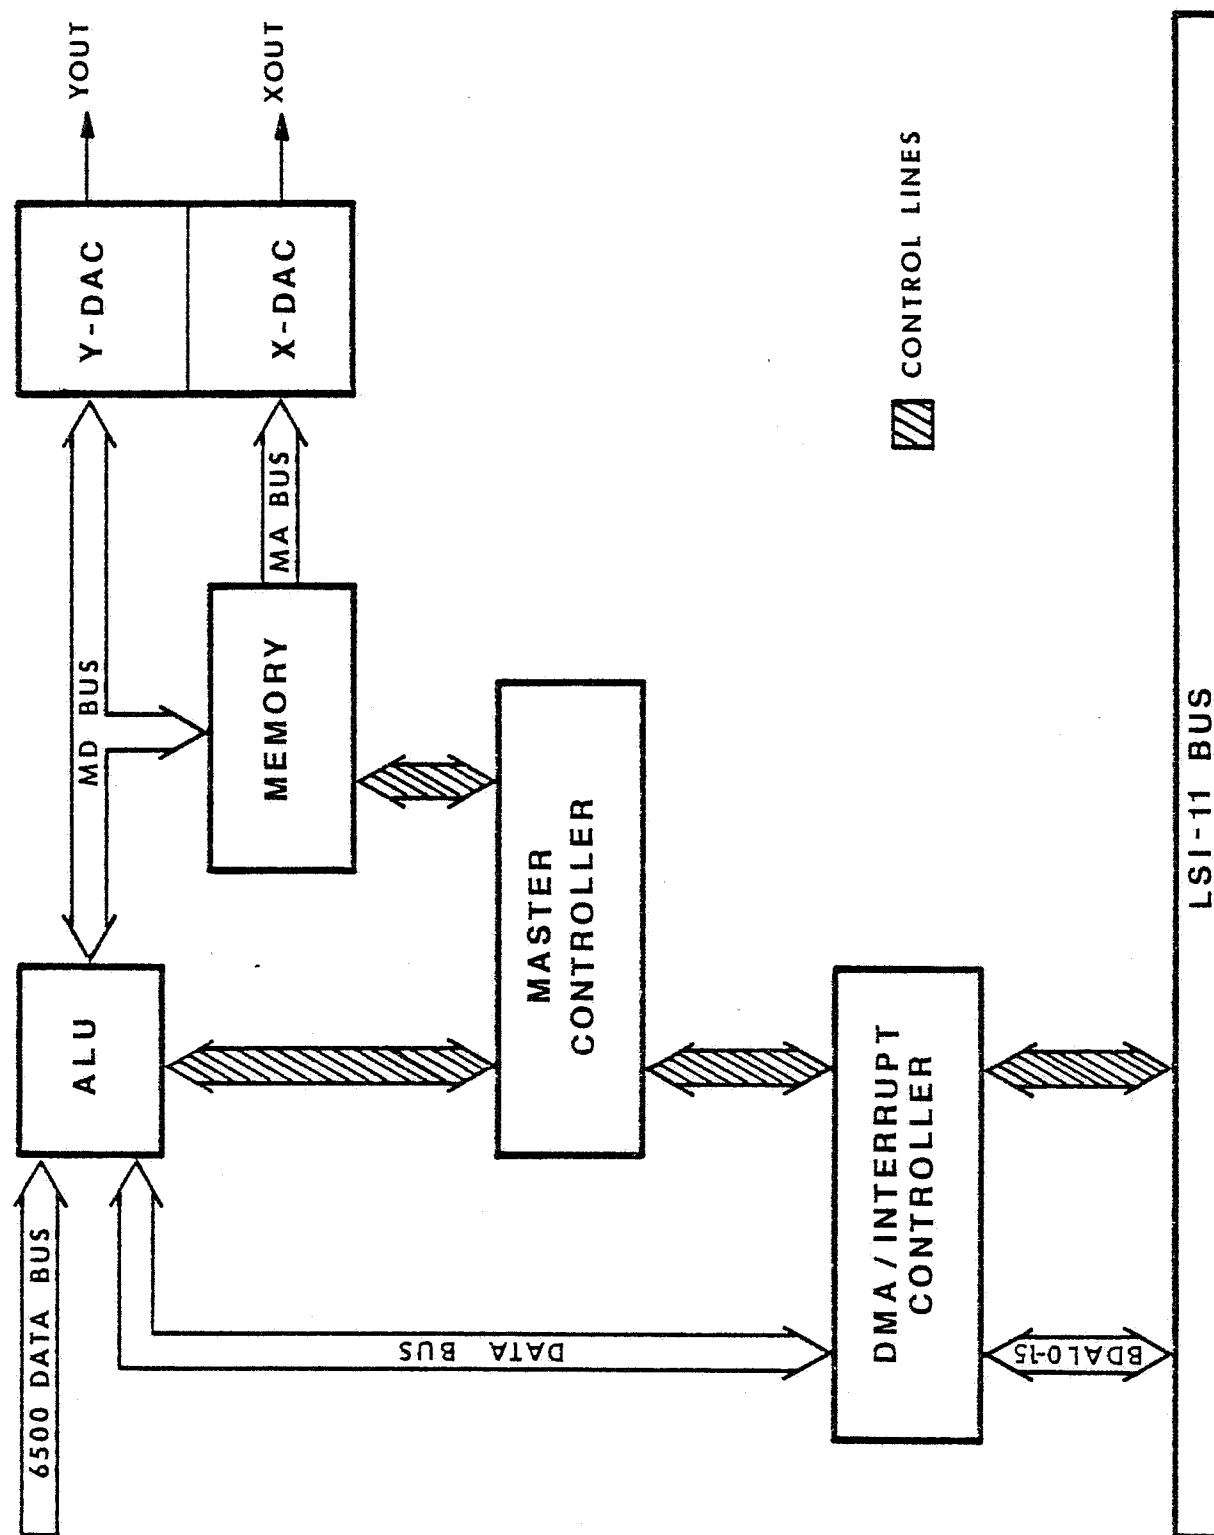 6500 DATA BUS
ALU
MD BUS
Y-DAC
YOUT
MEMORY
MA BUS
X-DAC
XOUT
DATA BUS
MASTER
CONTROLLER
DMA/INTERRUPT
CONTROLLER
CONTROL LINES
BDAL0-15
LSI-11 BUS